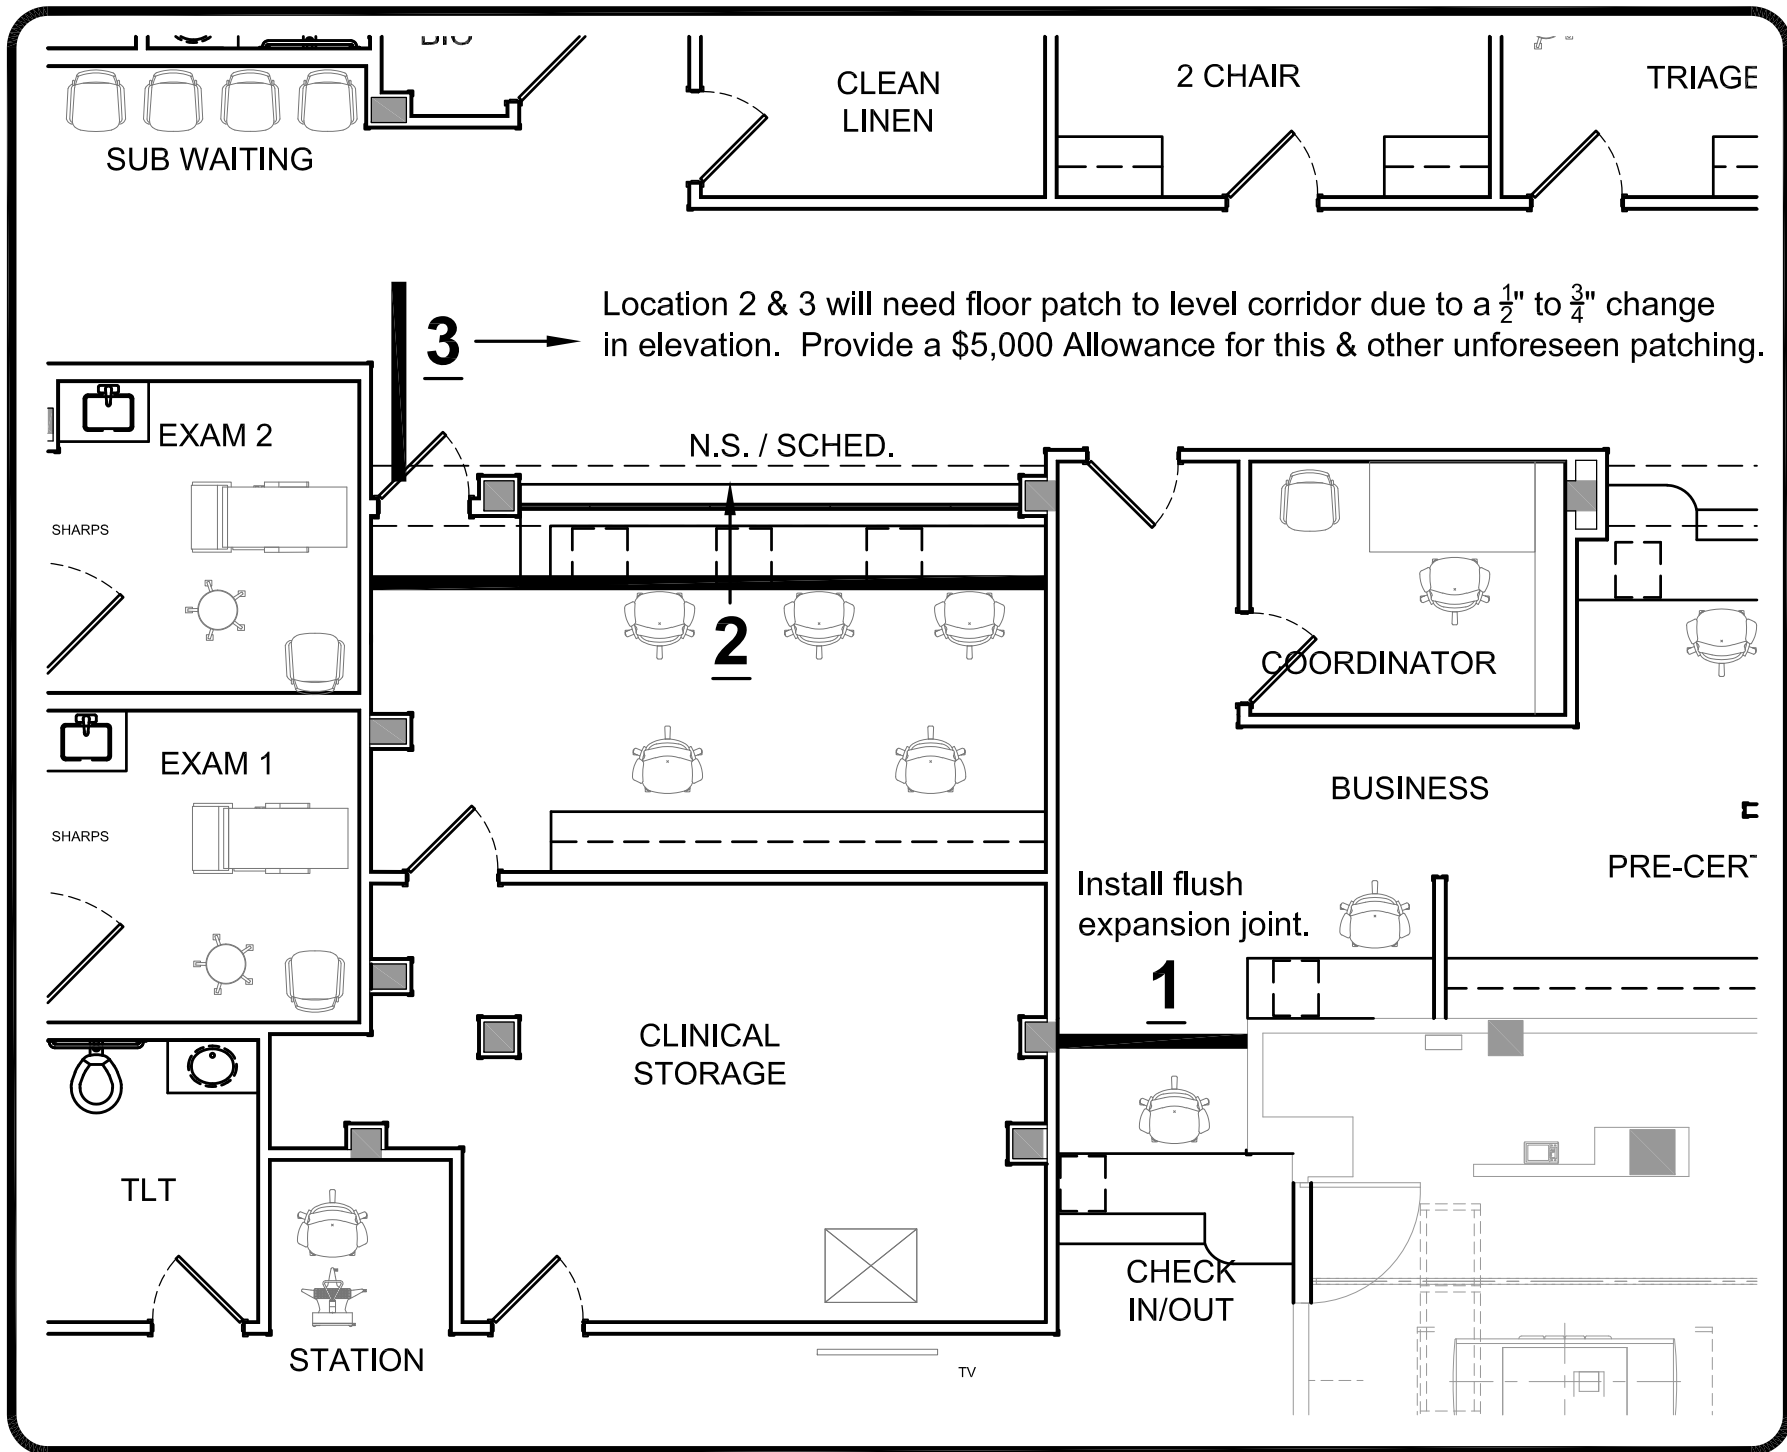 BIO
CLEAN
LINEN
2 CHAIR
TRIAGE
SUB WAITING
3
Location 2 & 3 will need floor patch to level corridor due to a 1/2" to 3/4" change
in elevation. Provide a $5,000 Allowance for this & other unforeseen patching.
EXAM 2
N.S. / SCHED.
SHARPS
2
COORDINATOR
EXAM 1
BUSINESS
SHARPS
PRE-CERT
Install flush
expansion joint.
1
CLINICAL
STORAGE
TLT
CHECK
IN/OUT
STATION
TV